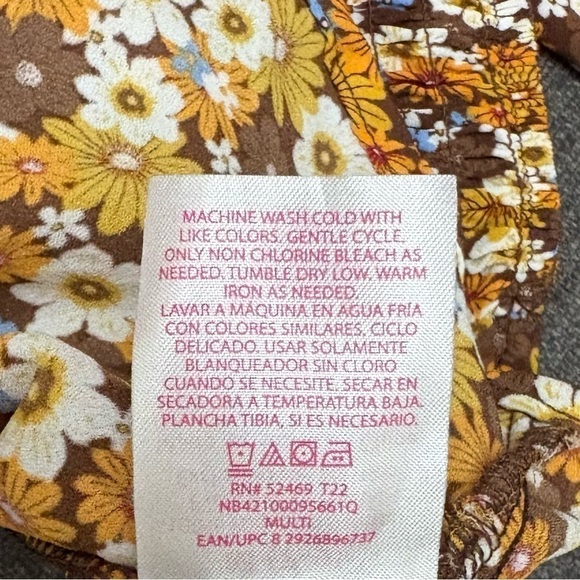 MACHINE WASH COLD WITH
LIKE COLORS. GENTLE CYCLE.
ONLY NON CHLORINE BLEACH AS
NEEDED. TUMBLE DRY LOW. WARM
IRON AS NEEDED.
LAVAR A MÁQUINA EN AGUA FRÍA
CON COLORES SIMILARES. CICLO
DELICADO. USAR SOLAMENTE
BLANQUEADOR SIN CLORO
CUANDO SE NECESITE. SECAR EN
SECADORA A TEMPERATURA BAJA.
PLANCHA TIBIA, SI ES NECESARIO.
RN# 52469 T22
NB42100095661Q
MULTI
EAN/UPC 8 2926896737